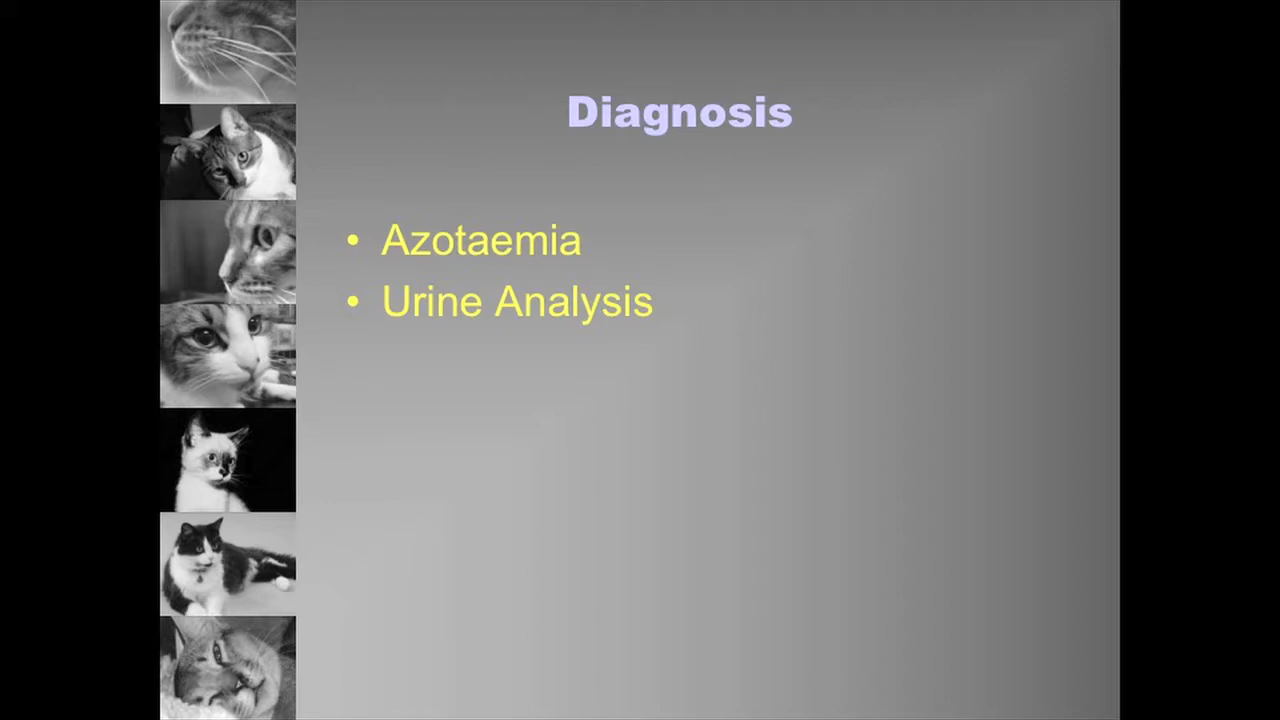 Diagnosis
• Azotaemia
• Urine Analysis